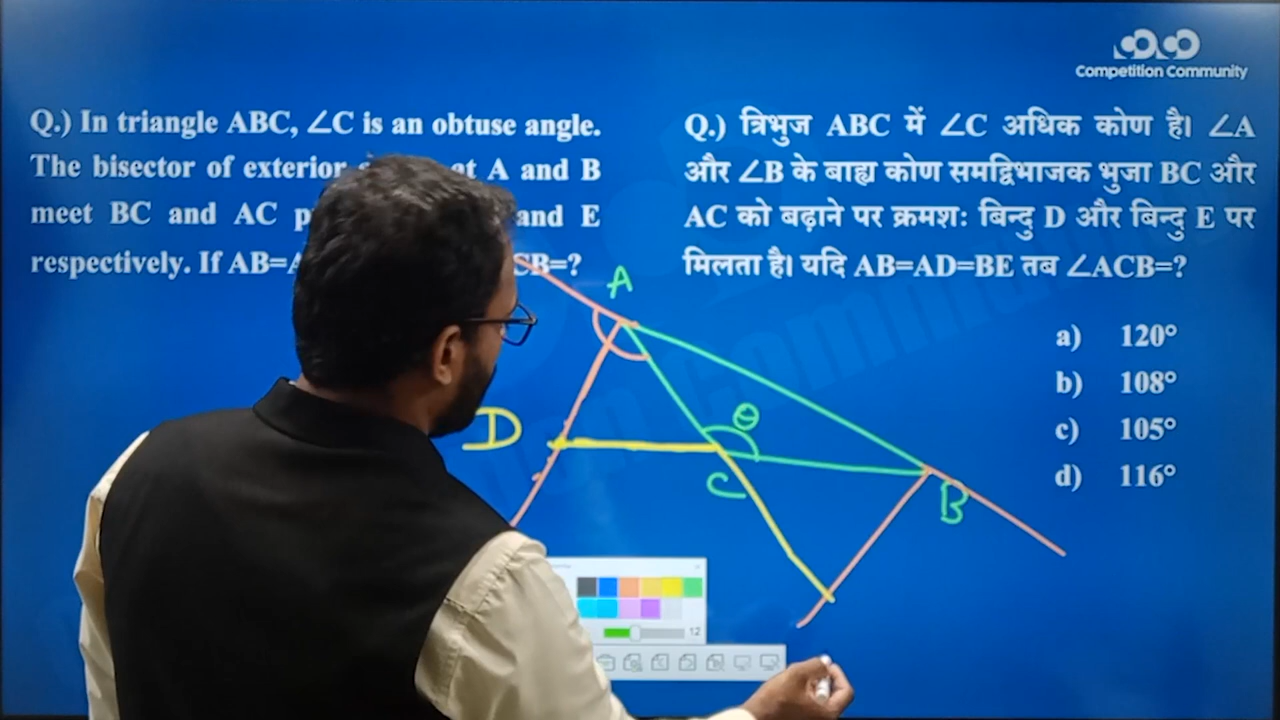 Competition Community
Q.) In triangle ABC, ∠C is an obtuse angle.
The bisector of exterior at A and B
meet BC and AC and E
respectively. If AB= CB=?
Q.) त्रिभुज ABC में ∠C अधिक कोण है। ∠A
और ∠B के बाह्य कोण समद्विभाजक भुजा BC और
AC को बढ़ाने पर क्रमशः बिन्दु D और बिन्दु E पर
मिलता है। यदि AB=AD=BE तब ∠ACB=?
a) 120°
b) 108°
c) 105°
d) 116°
A
θ
D
C
B
12